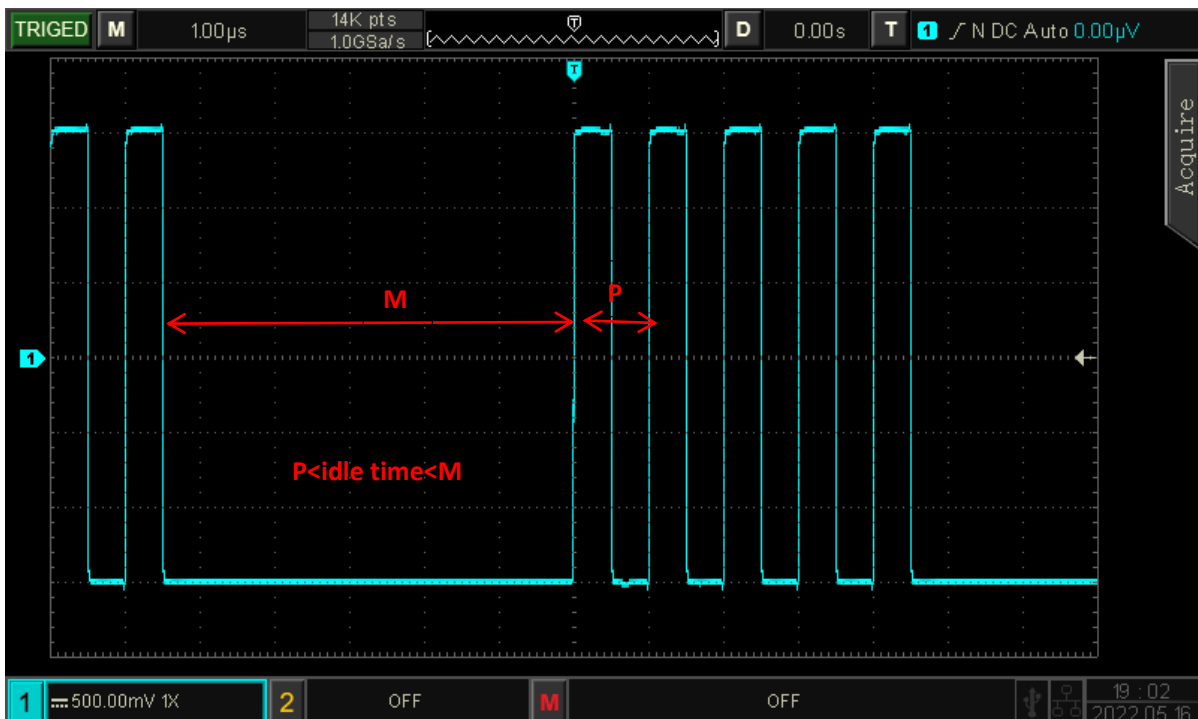 TRIGED M 1.00μs 14K pts D 0.00s T 1 N DC Auto 0.00μV
1.0GSa/s
T
Acquire
M P
1
P<idle time<M
1 500.00mV 1X 2 OFF M OFF 19:02
2022.05.16